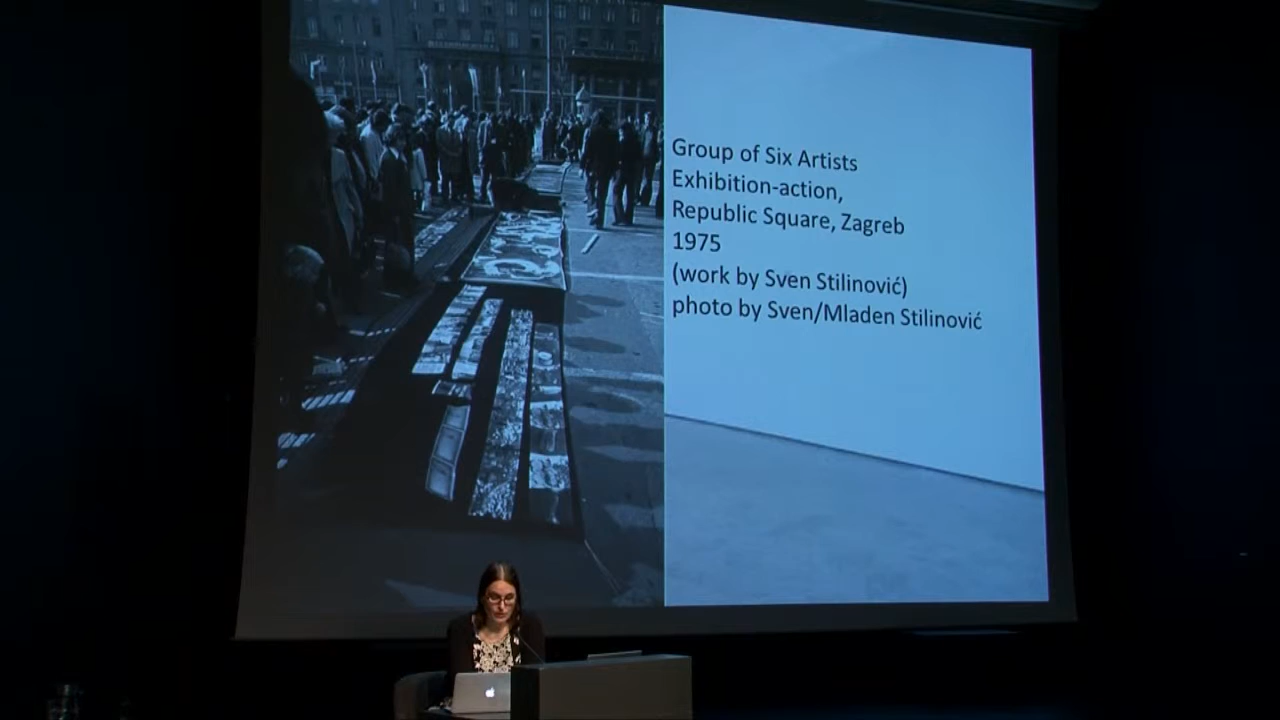 Group of Six Artists
Exhibition-action,
Republic Square, Zagreb
1975
(work by Sven Stilinović)
photo by Sven/Mladen Stilinović